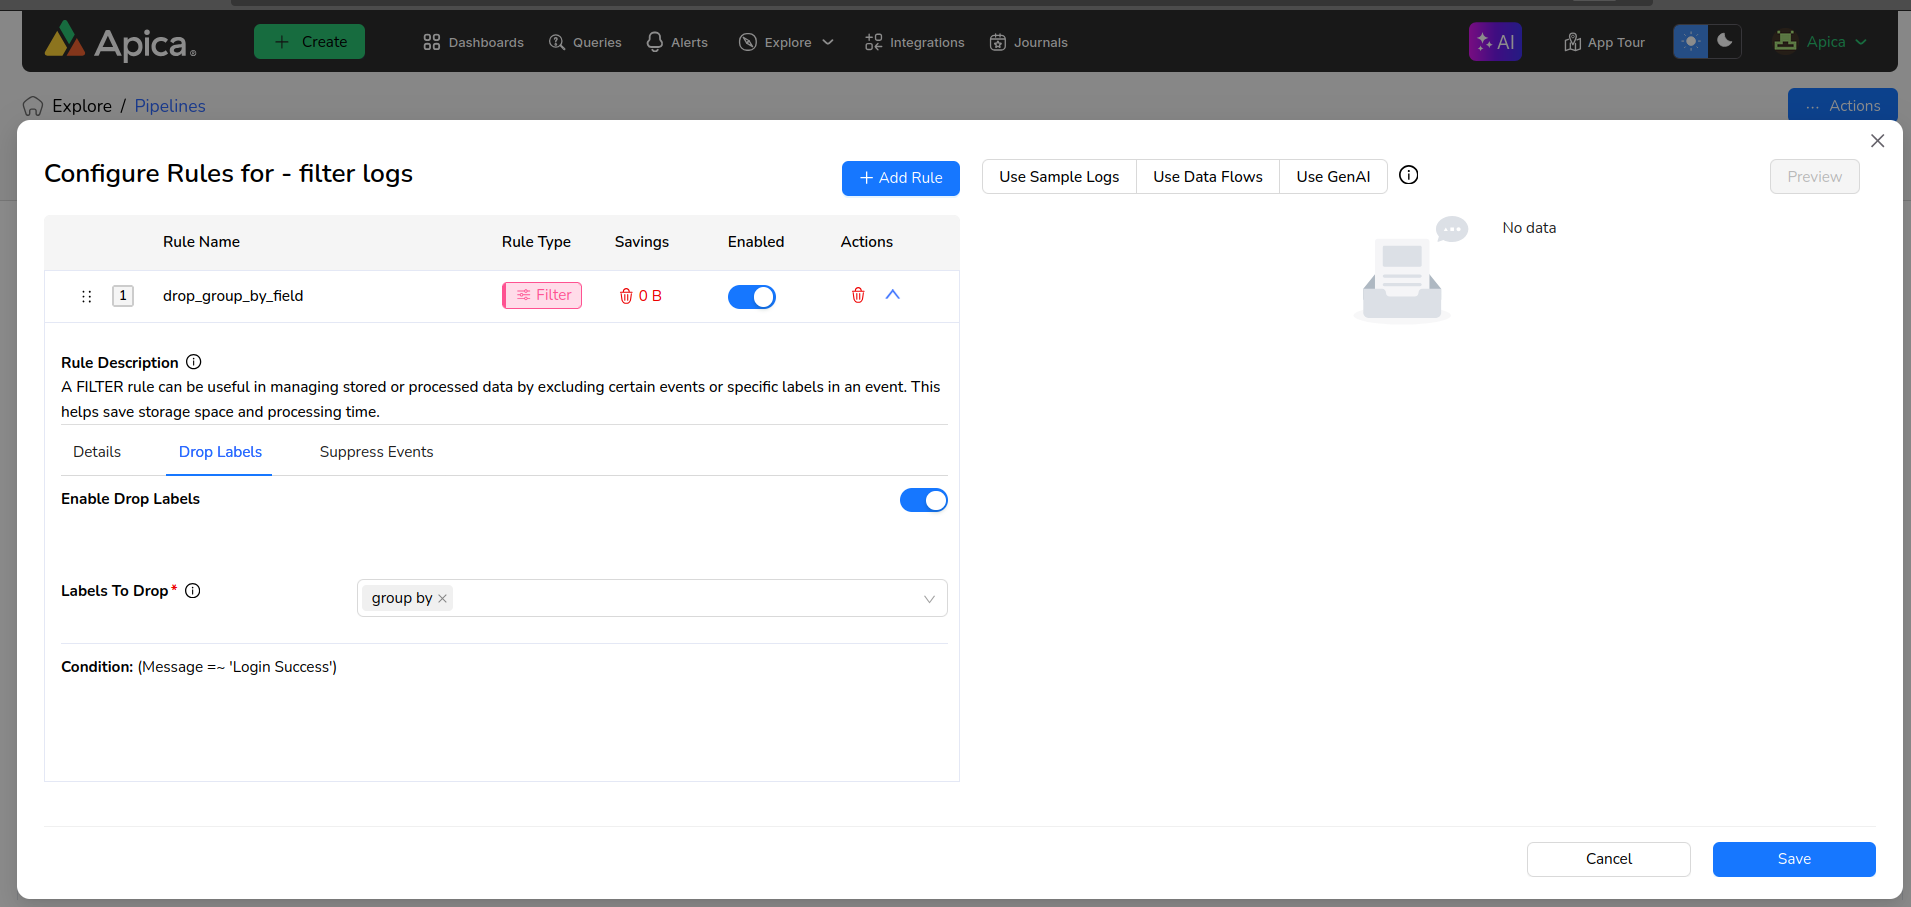 Apica
Create
Dashboards
Queries
Alerts
Explore
Integrations
Journals
AI
App Tour
Apica
Explore / Pipelines
··· Actions
Configure Rules for - filter logs
+ Add Rule
Use Sample Logs
Use Data Flows
Use GenAI
Preview
Rule Name
Rule Type
Savings
Enabled
Actions
No data
1
drop_group_by_field
Filter
0 B
Rule Description
A FILTER rule can be useful in managing stored or processed data by excluding certain events or specific labels in an event. This
helps save storage space and processing time.
Details
Drop Labels
Suppress Events
Enable Drop Labels
Labels To Drop*
group by
Condition: (Message =~ 'Login Success')
Cancel
Save